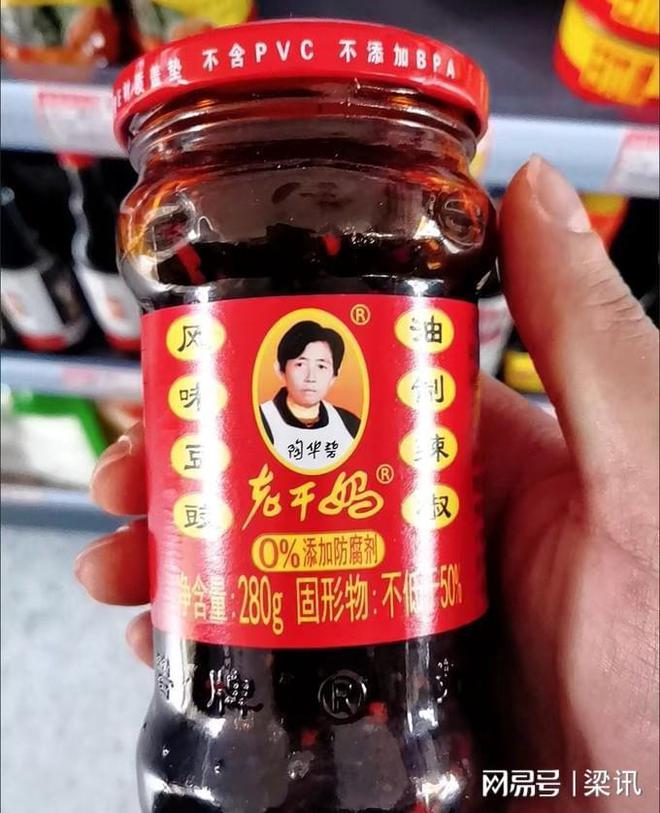 不含PVC 不添加BPA
风味豆豉
油制辣椒
®
陶华碧
老干妈®
0%添加防腐剂
净含量:280g 固形物:不低于50%
牌 ®
网易号 | 梁讯